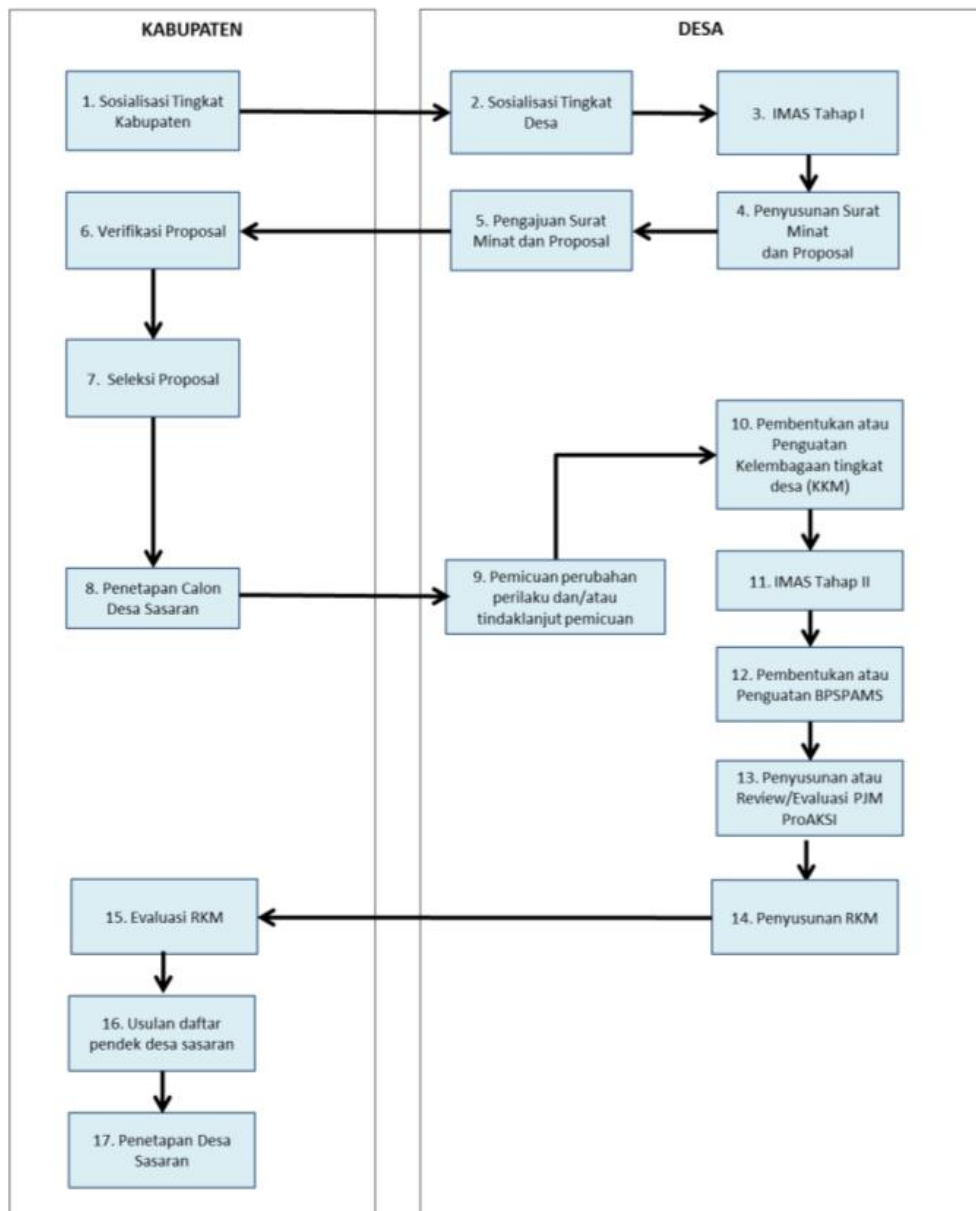 KABUPATEN
DESA
1. Sosialisasi Tingkat
Kabupaten
2. Sosialisasi Tingkat
Desa
3. IMAS Tahap I
4. Penyusunan Surat
Minat
dan Proposal
5. Pengajuan Surat
Minat dan Proposal
6. Verifikasi Proposal
7. Seleksi Proposal
8. Penetapan Calon
Desa Sasaran
9. Pemicuan perubahan
perilaku dan/atau
tindaklanjut pemicuan
10. Pembentukan atau
Penguatan
Kelembagaan tingkat
desa (KKM)
11. IMAS Tahap II
12. Pembentukan atau
Penguatan BPSPAMS
13. Penyusunan atau
Review/Evaluasi PJM
ProAKSI
14. Penyusunan RKM
15. Evaluasi RKM
16. Usulan daftar
pendek desa sasaran
17. Penetapan Desa
Sasaran